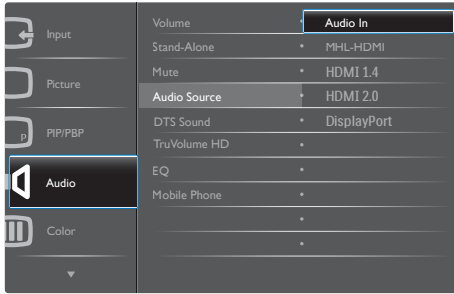 Input
Picture
p
PIP/PBP
Audio
Color
Volume
Stand-Alone
Mute
Audio Source
DTS Sound
TruVolume HD
EQ
Mobile Phone
Audio In
MHL-HDMI
HDMI 1.4
HDMI 2.0
DisplayPort